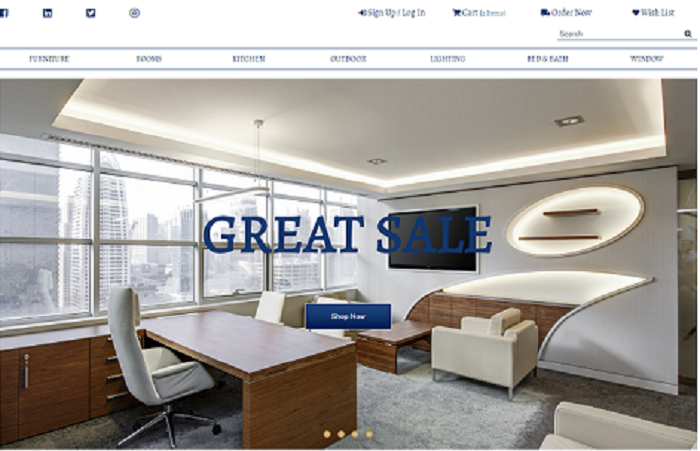 Sign Up / Log In
Cart (0 Items)
Order Now
Wish List
Search
FURNITURE
ROOMS
KITCHEN
OUTDOOR
LIGHTING
BED & BATH
WINDOW
GREAT SALE
Shop Now